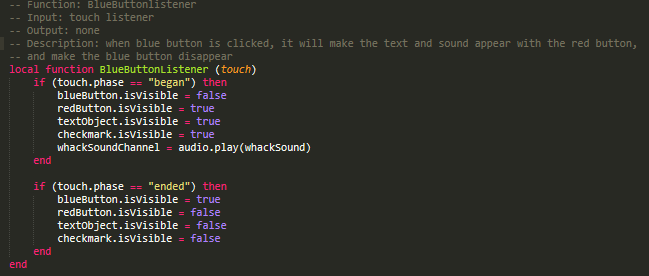 -- Function: BlueButtonlistener
-- Input: touch listener
-- Output: none
-- Description: when blue button is clicked, it will make the text and sound appear with the red button,
-- and make the blue button disappear
local function BlueButtonListener (touch)
    if (touch.phase == "began") then
        blueButton.isVisible = false
        redButton.isVisible = true
        textObject.isVisible = true
        checkmark.isVisible = true
        whackSoundChannel = audio.play(whackSound)
    end

    if (touch.phase == "ended") then
        blueButton.isVisible = true
        redButton.isVisible = false
        textObject.isVisible = false
        checkmark.isVisible = false
    end
end